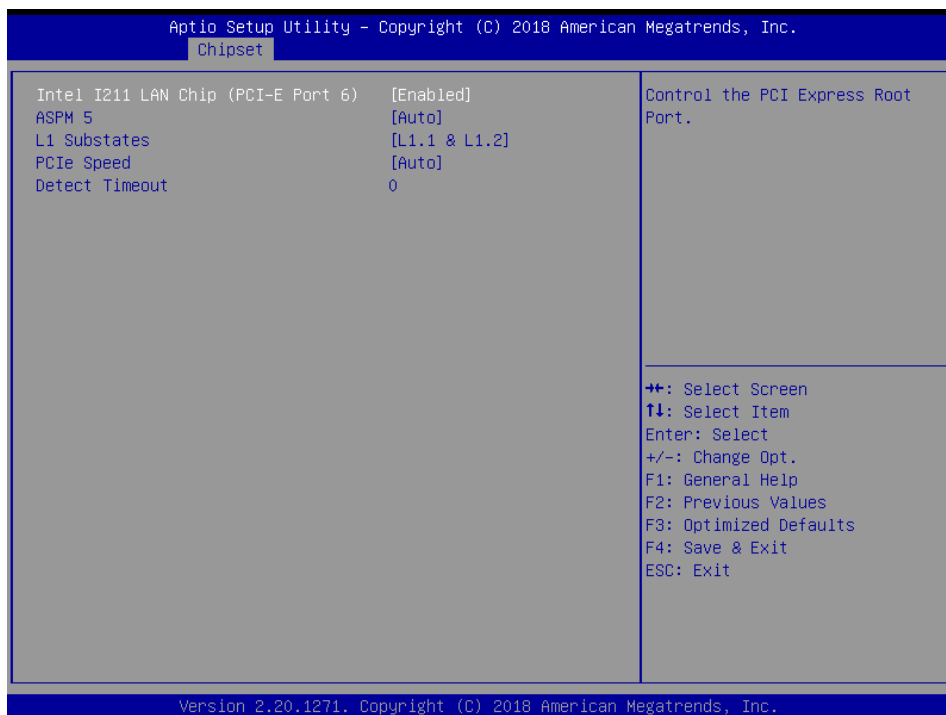 Aptio Setup Utility – Copyright (C) 2018 American Megatrends, Inc.
Chipset
Intel I211 LAN Chip (PCI-E Port 6) [Enabled]
ASPM 5 [Auto]
L1 Substates [L1.1 & L1.2]
PCIe Speed [Auto]
Detect Timeout 0
Control the PCI Express Root
Port.
→←: Select Screen
↑↓: Select Item
Enter: Select
+/-: Change Opt.
F1: General Help
F2: Previous Values
F3: Optimized Defaults
F4: Save & Exit
ESC: Exit
Version 2.20.1271. Copyright (C) 2018 American Megatrends, Inc.